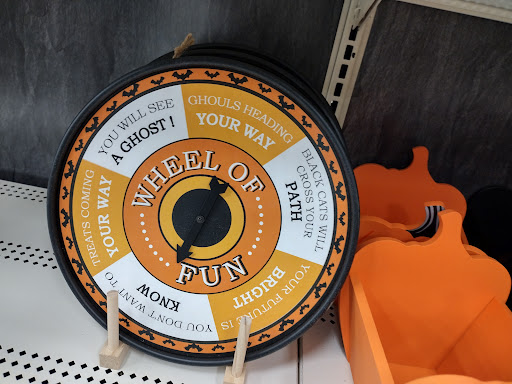 WHEEL OF
FUN
GHOULS HEADING
YOUR WAY
BLACK CATS WILL
CROSS YOUR
PATH
YOUR FUTURE IS
BRIGHT
YOU DON'T WANT TO
KNOW
TREATS COMING
YOUR WAY
YOU WILL SEE
A GHOST!